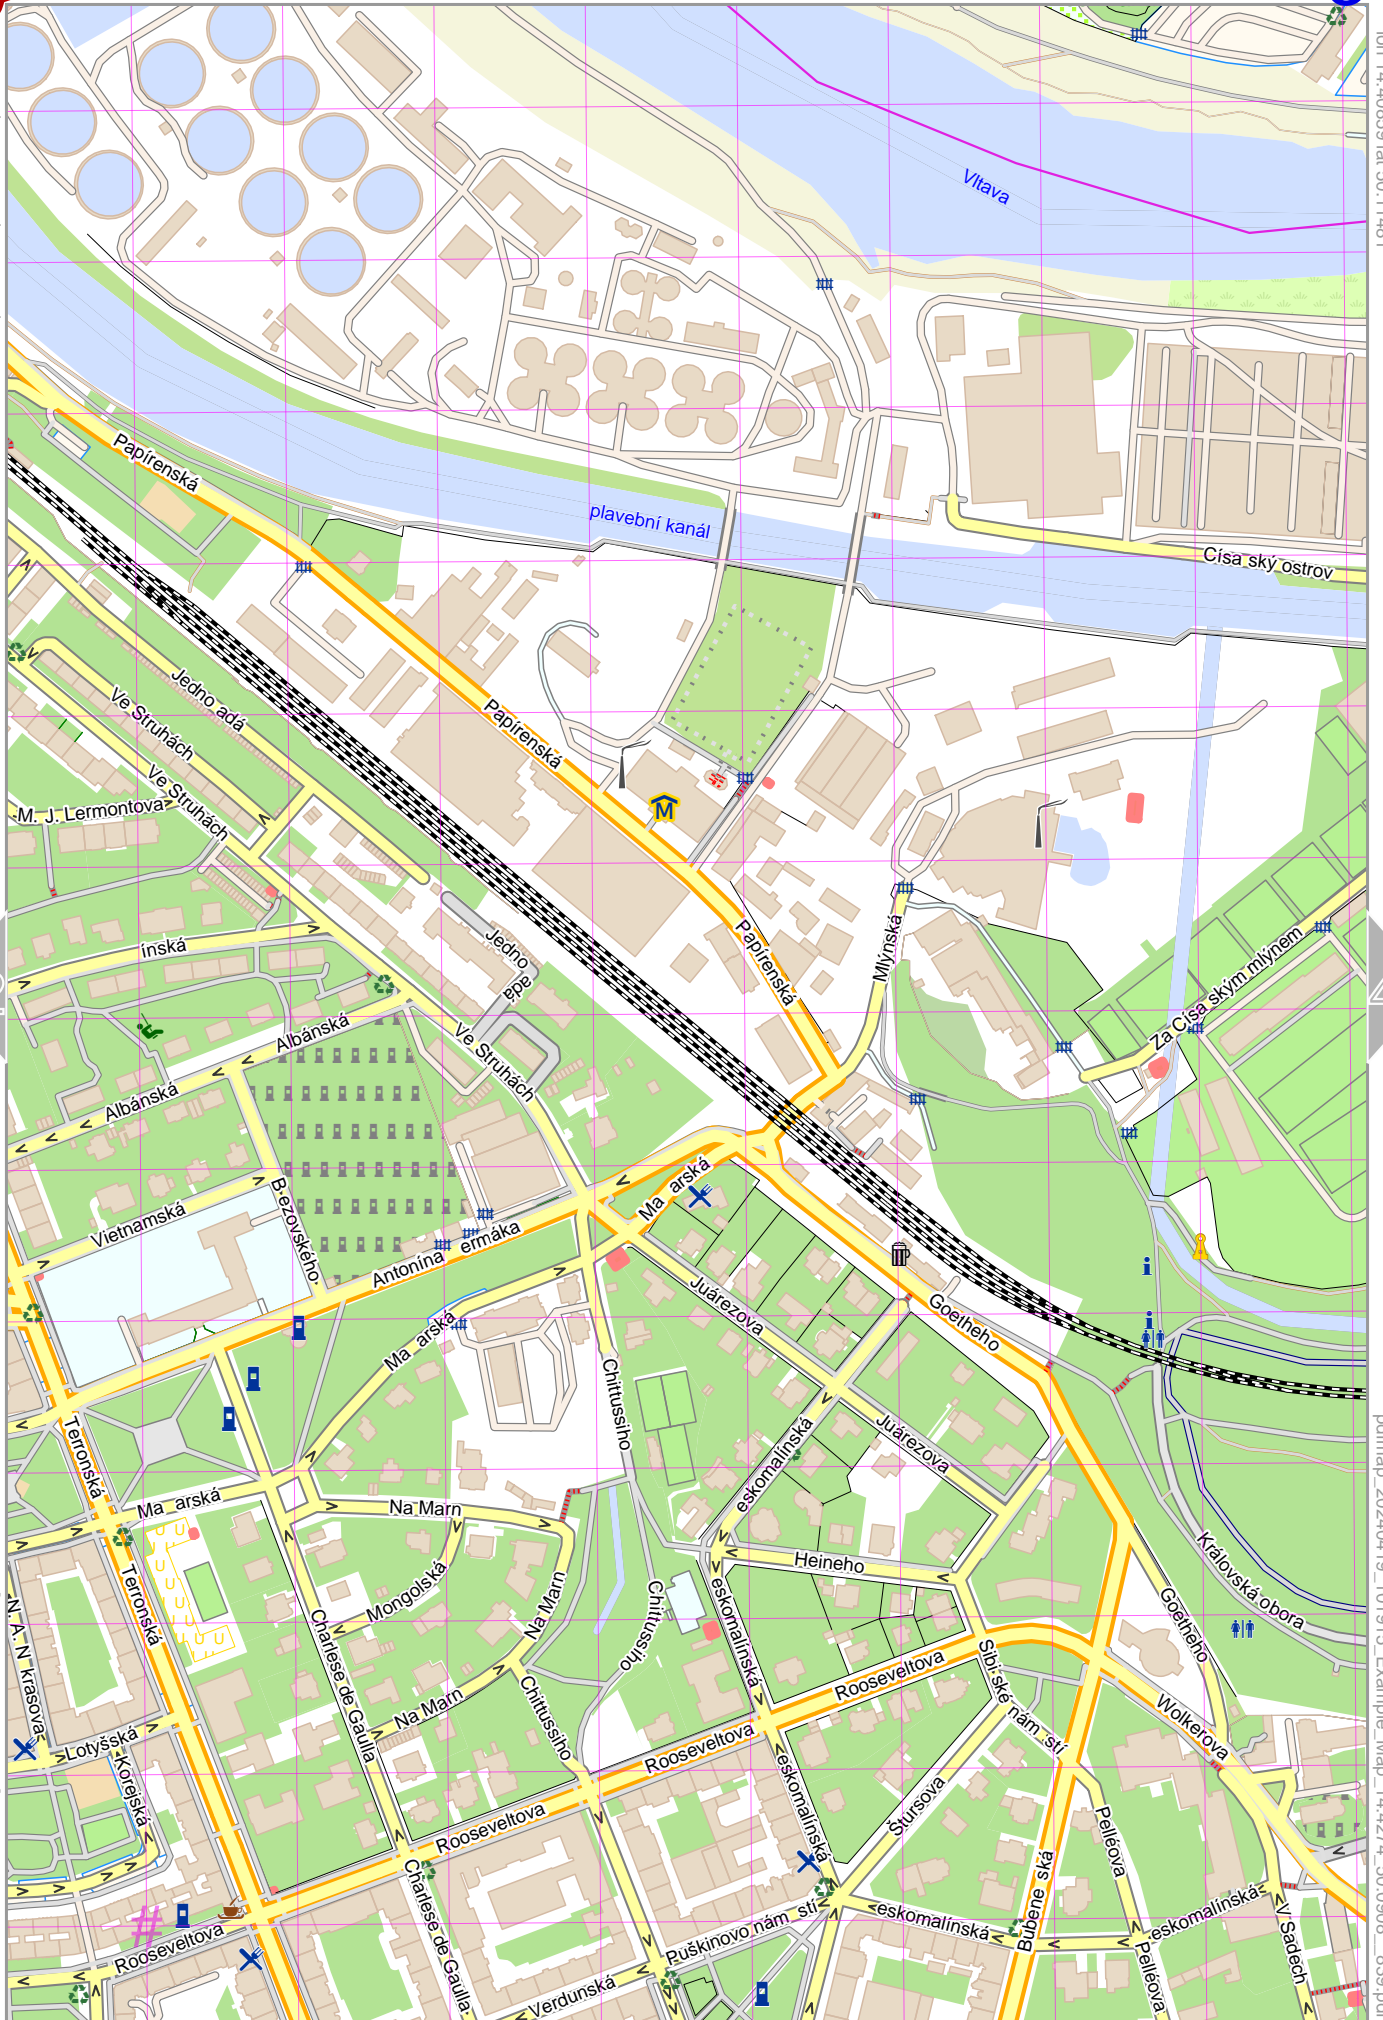 Vltava
Papírenská
plavební kanál
Císa ský ostrov
Jedno adá
Ve Struhách
Papírenská
Ve Struhách
M. J. Lermontova
M
Mlýnská
Papírenská
Jedno
adá
ínská
Za Císa ským mlýnem
Albánská
Ve Struhách
Albánská
Ma arská
B ezovského
Vietnamská
Antonína ermáka
Juárezova
Goetheho
Ma arská
Chittussiho
Terronská
eskomalínská
Juárezova
Ma arská
Na Marn
Heineho
Královská obora
Terronská
Mongolská
Na Marn
Chittussiho
eskomalínská
Goetheho
N. A. N krasova
Charlese de Gaulla
Rooseveltova
Sibi ské nám stí
Na Marn
Chittussiho
Wolkerova
Lotyšská
Korejská
Rooseveltova
eskomalínská
Štursova
Rooseveltova
Pelléova
Charlese de Gaulla
Puškinovo nám stí
eskomalínská
Bubene ská
eskomalínská
V Sadech
Rooseveltova
Verdunská
Pelléova